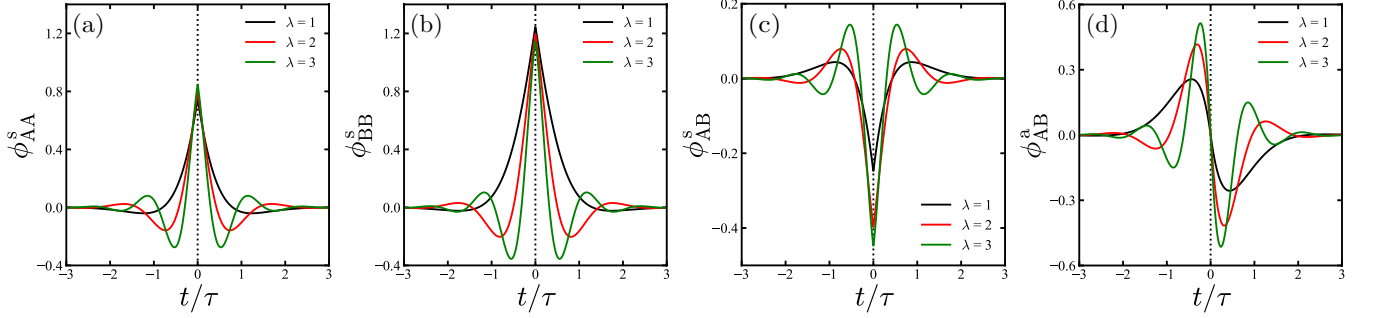 (a)
λ = 1
λ = 2
λ = 3
1.2
0.8
0.4
0.0
−0.4
−3 −2 −1 0 1 2 3
ϕ^s_AA
t/τ
(b)
λ = 1
λ = 2
λ = 3
1.2
0.8
0.4
0.0
−0.4
−3 −2 −1 0 1 2 3
ϕ^s_BB
t/τ
(c)
0.0
−0.2
−0.4
λ = 1
λ = 2
λ = 3
−3 −2 −1 0 1 2 3
ϕ^s_AB
t/τ
(d)
λ = 1
λ = 2
λ = 3
0.6
0.3
0.0
−0.3
−0.6
−3 −2 −1 0 1 2 3
ϕ^a_AB
t/τ